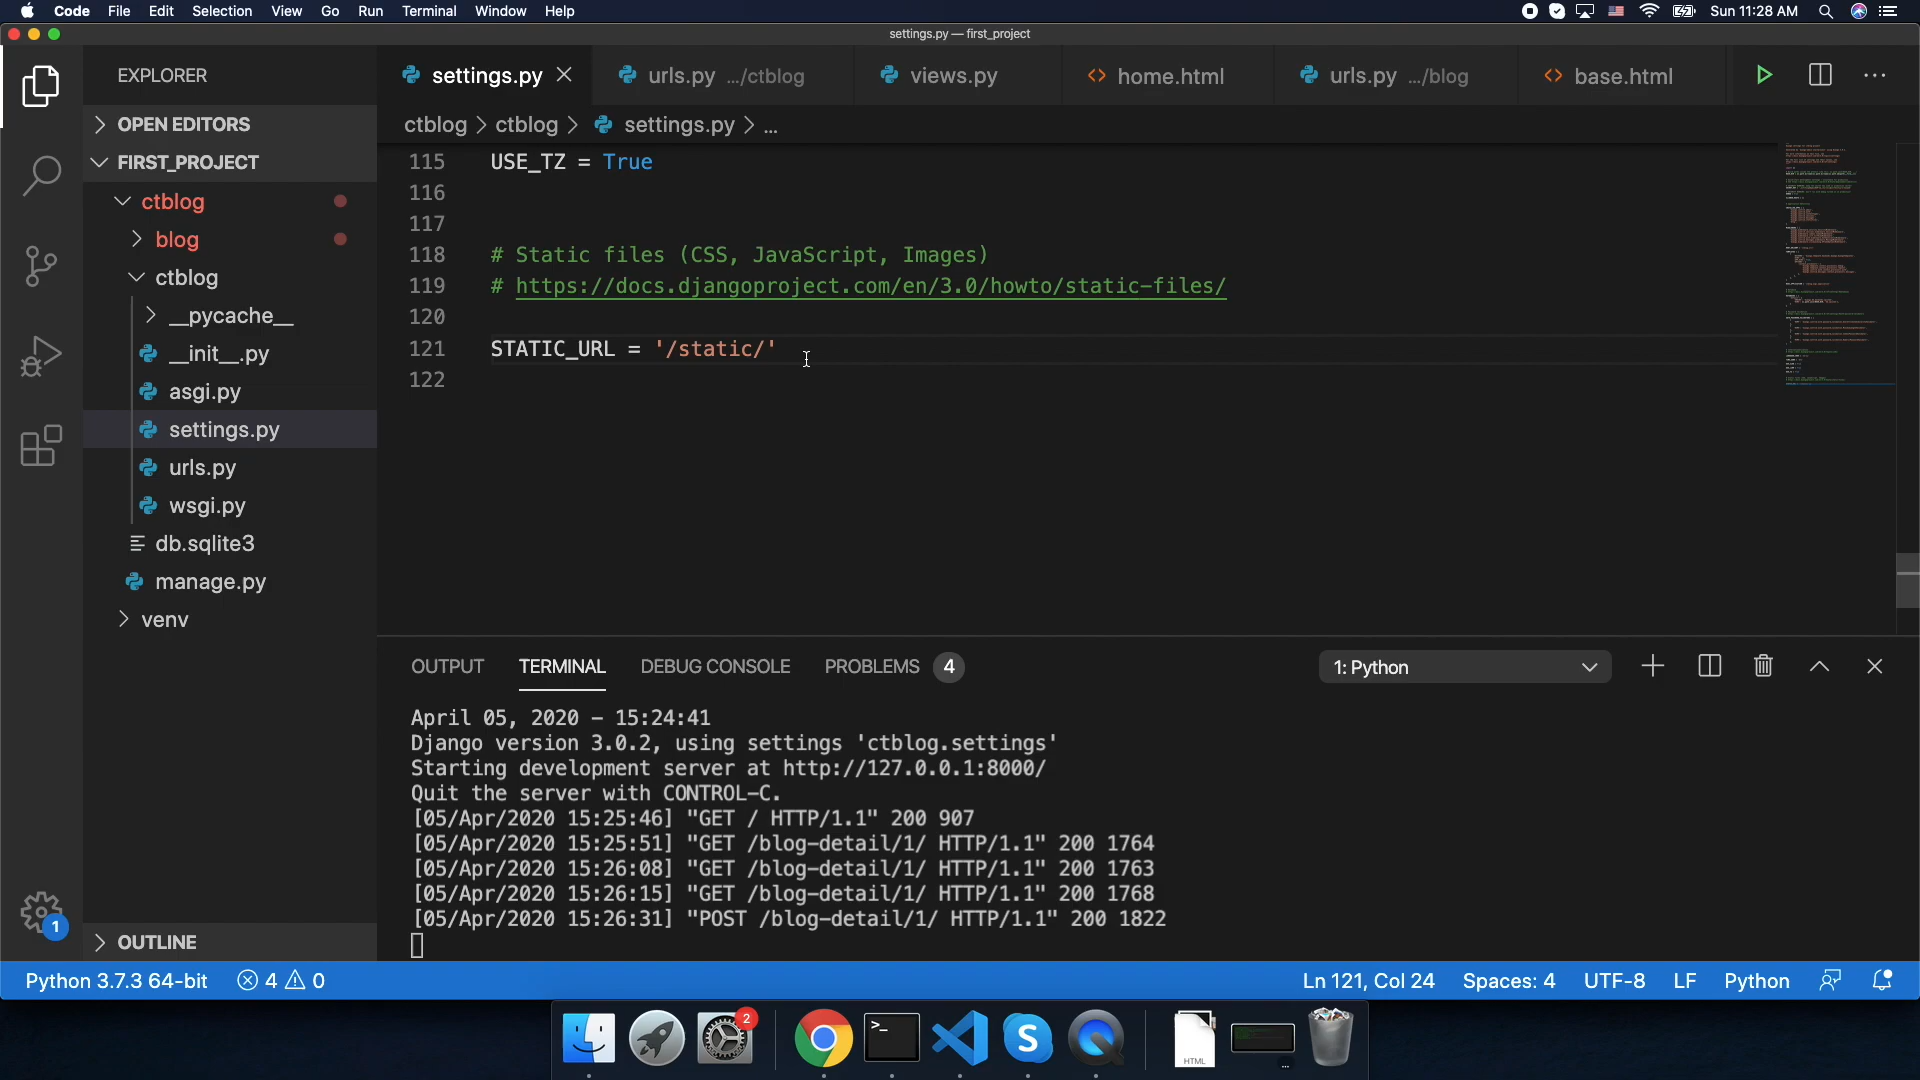 Code File Edit Selection View Go Run Terminal Window Help Sun 11:28 AM
settings.py — first_project
EXPLORER
settings.py urls.py .../ctblog views.py <> home.html urls.py .../blog <> base.html
OPEN EDITORS
ctblog > ctblog > settings.py > ...
FIRST_PROJECT
ctblog
blog
ctblog
__pycache__
__init__.py
asgi.py
settings.py
urls.py
wsgi.py
db.sqlite3
manage.py
venv
OUTLINE
115 USE_TZ = True
116
117
118 # Static files (CSS, JavaScript, Images)
119 # https://docs.djangoproject.com/en/3.0/howto/static-files/
120
121 STATIC_URL = '/static/'
122
OUTPUT TERMINAL DEBUG CONSOLE PROBLEMS 4 1: Python
April 05, 2020 - 15:24:41
Django version 3.0.2, using settings 'ctblog.settings'
Starting development server at http://127.0.0.1:8000/
Quit the server with CONTROL-C.
[05/Apr/2020 15:25:46] "GET / HTTP/1.1" 200 907
[05/Apr/2020 15:25:51] "GET /blog-detail/1/ HTTP/1.1" 200 1764
[05/Apr/2020 15:26:08] "GET /blog-detail/1/ HTTP/1.1" 200 1763
[05/Apr/2020 15:26:15] "GET /blog-detail/1/ HTTP/1.1" 200 1768
[05/Apr/2020 15:26:31] "POST /blog-detail/1/ HTTP/1.1" 200 1822
1
Python 3.7.3 64-bit 4 0 Ln 121, Col 24 Spaces: 4 UTF-8 LF Python
2
>_
S
HTML
...